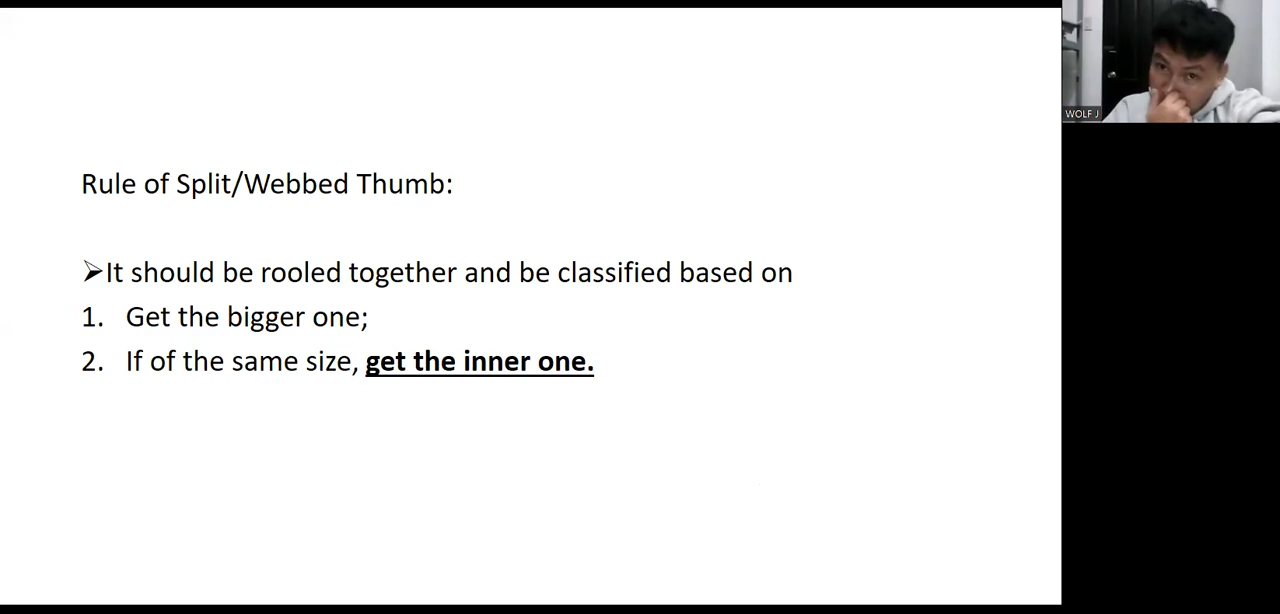 Rule of Split/Webbed Thumb:
➢It should be rooled together and be classified based on
1. Get the bigger one;
2. If of the same size, get the inner one.
WOLF J